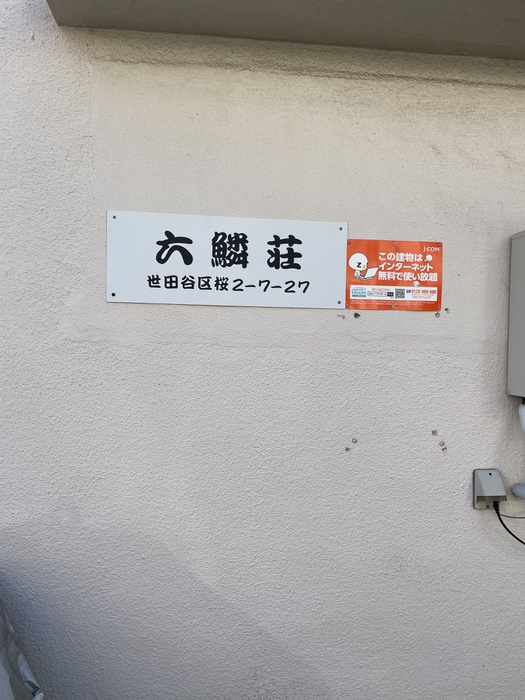 六鱗荘
世田谷区桜2-7-27
J:COM
この建物は
インターネット
無料で使い放題